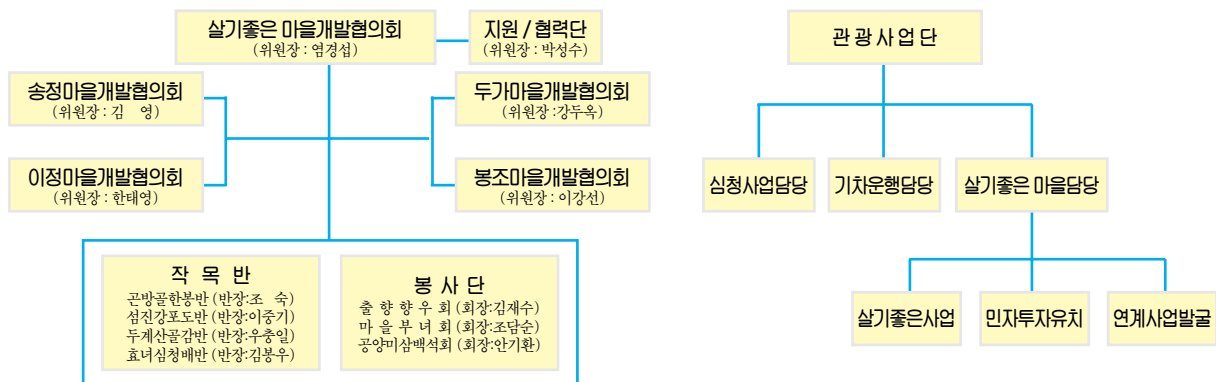 살기좋은 마을개발협의회
(위원장 : 염경섭)
지원 / 협력단
(위원장 : 박성수)
송정마을개발협의회
(위원장 : 김 영)
두가마을개발협의회
(위원장 :강두옥)
이정마을개발협의회
(위원장 : 한태영)
봉조마을개발협의회
(위원장 : 이강선)
작 목 반
곤방골한봉반 (반장:조 숙)
섬진강포도반 (반장:이중기)
두계산골감반 (반장:우충일)
효녀심청배반 (반장:김봉우)
봉 사 단
출 향 향 우 회 (회장:김재수)
마 을 부 녀 회 (회장:조담순)
공양미삼백석회 (회장:안기환)
관 광 사 업 단
심청사업담당
기차운행담당
살기좋은 마을담당
살기좋은사업
민자투자유치
연계사업발굴